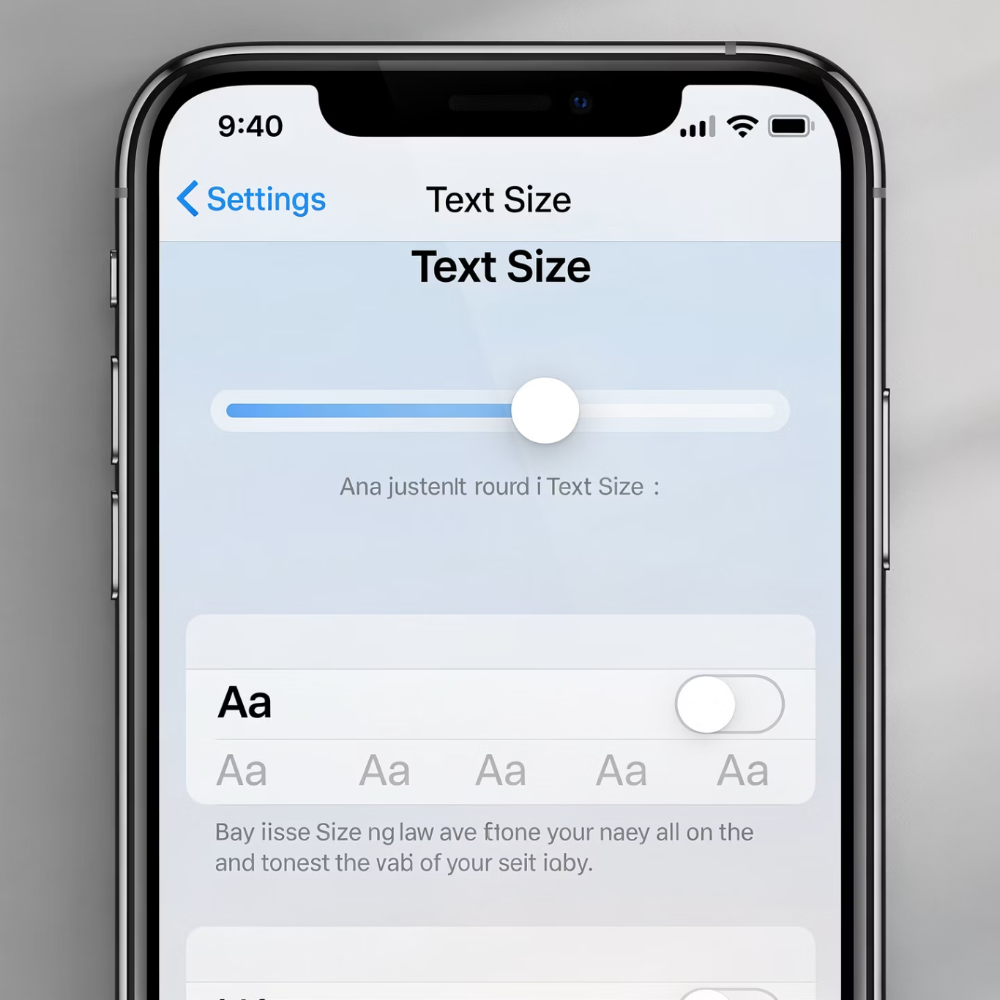 9:40
Settings
Text Size
Text Size
Ana justenlt rourd i Text Size :
Aa
Aa Aa Aa Aa Aa
Bay iisse Size ng law ave ftone your naey all on the
and tonest the vab of your seit ioby.